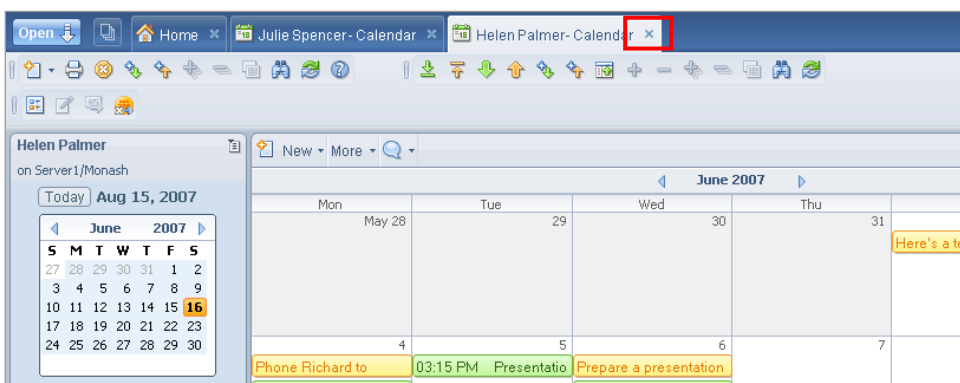 Open Home Julie Spencer- Calendar Helen Palmer- Calendar
Helen Palmer
on Server1/Monash
Today Aug 15, 2007
June 2007
S M T W T F S
27 28 29 30 31 1 2
3 4 5 6 7 8 9
10 11 12 13 14 15 16
17 18 19 20 21 22 23
24 25 26 27 28 29 30
New More
June 2007
Mon Tue Wed Thu
May 28 29 30 31
Here's a
4 5 6 7
Phone Richard to 03:15 PM Presentatio Prepare a presentation